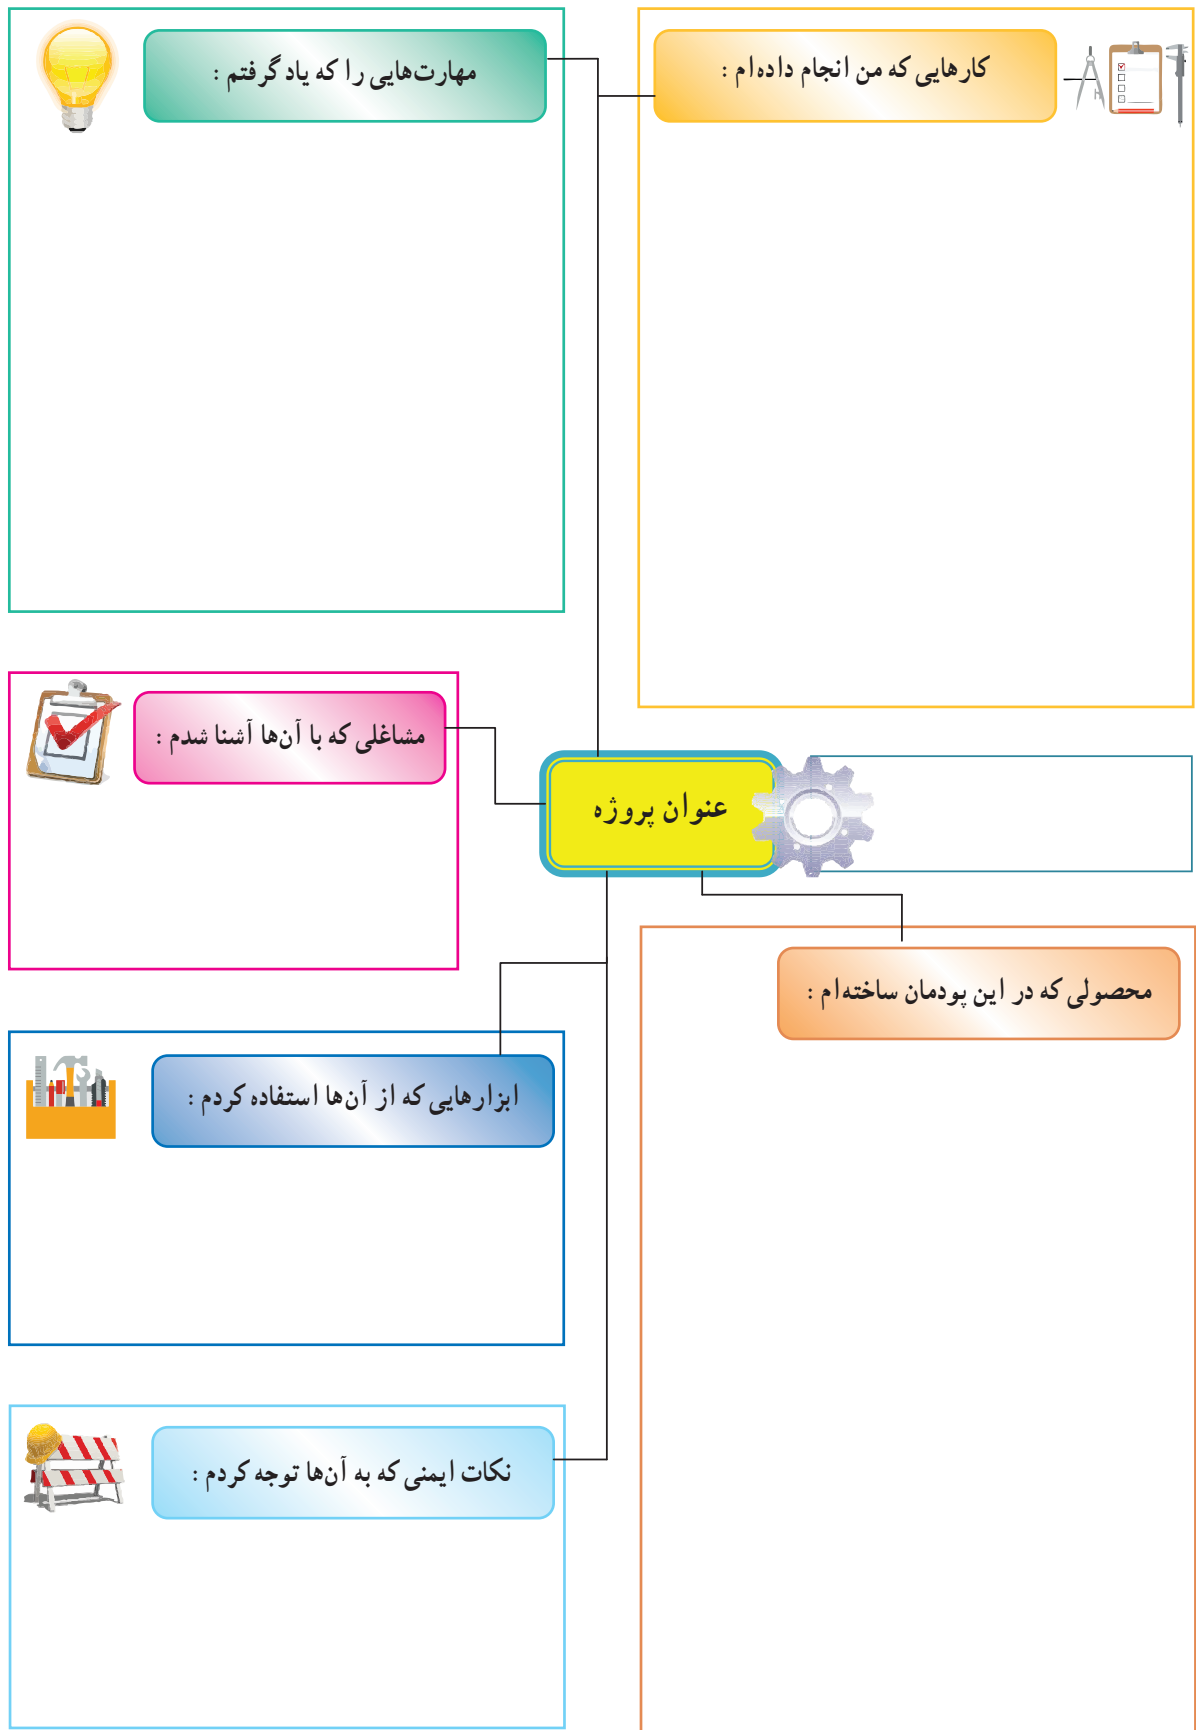 کارهایی که من انجام داده‌ام :
مهارت‌هایی را که یاد گرفتم :
مشاغلی که با آن‌ها آشنا شدم :
عنوان پروژه
محصولی که در این پودمان ساخته‌ام :
ابزارهایی که از آن‌ها استفاده کردم :
نکات ایمنی که به آن‌ها توجه کردم :